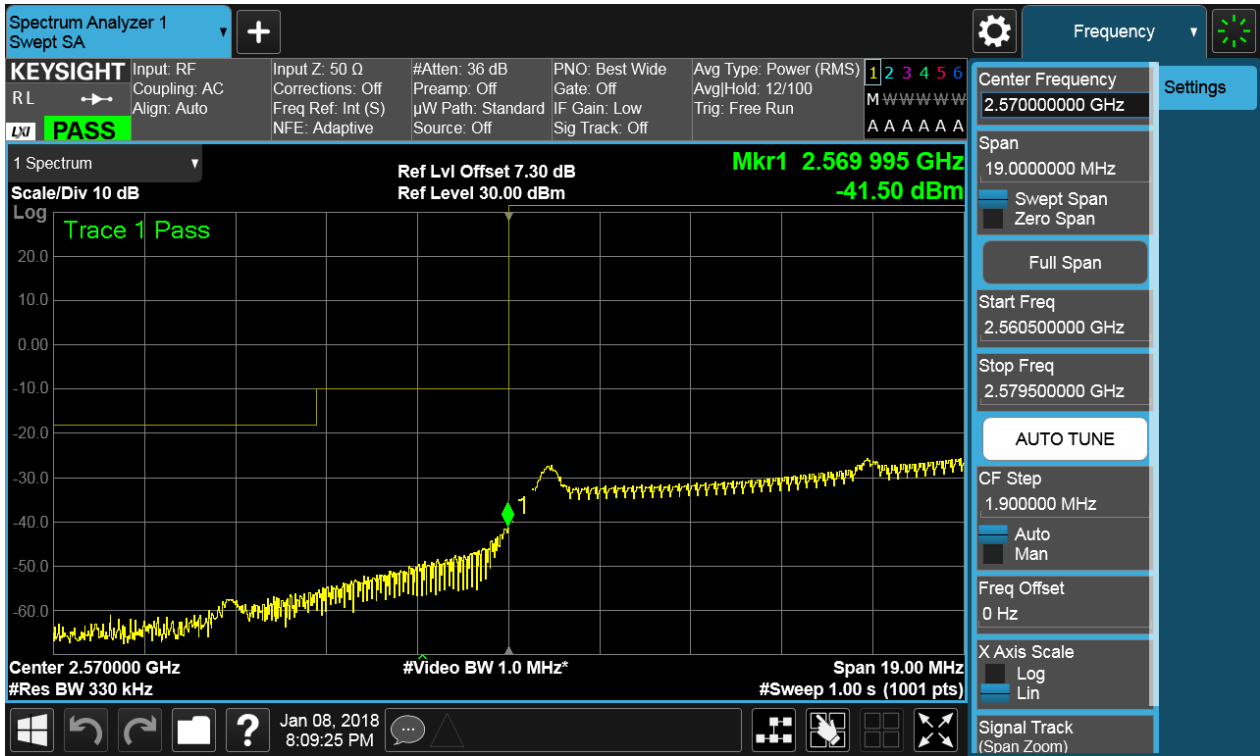 Spectrum Analyzer 1
Swept SA
+
Frequency
KEYSIGHT
R L
LXI PASS
Input: RF
Coupling: AC
Align: Auto
Input Z: 50 Ω
Corrections: Off
Freq Ref: Int (S)
NFE: Adaptive
#Atten: 36 dB
Preamp: Off
µW Path: Standard
Source: Off
PNO: Best Wide
Gate: Off
IF Gain: Low
Sig Track: Off
Avg Type: Power (RMS)
Avg|Hold: 12/100
Trig: Free Run
1 2 3 4 5 6
M W W W W W
A A A A A A
1 Spectrum
Scale/Div 10 dB
Ref Lvl Offset 7.30 dB
Ref Level 30.00 dBm
Mkr1 2.569 995 GHz
-41.50 dBm
Log
Trace 1 Pass
20.0
10.0
0.00
-10.0
-20.0
-30.0
-40.0
-50.0
-60.0
1
Center 2.570000 GHz
#Res BW 330 kHz
#Video BW 1.0 MHz*
Span 19.00 MHz
#Sweep 1.00 s (1001 pts)
Center Frequency
2.570000000 GHz
Span
19.0000000 MHz
Swept Span
Zero Span
Full Span
Start Freq
2.560500000 GHz
Stop Freq
2.579500000 GHz
AUTO TUNE
CF Step
1.900000 MHz
Auto
Man
Freq Offset
0 Hz
X Axis Scale
Log
Lin
Signal Track
(Span Zoom)
Settings
?
Jan 08, 2018
8:09:25 PM